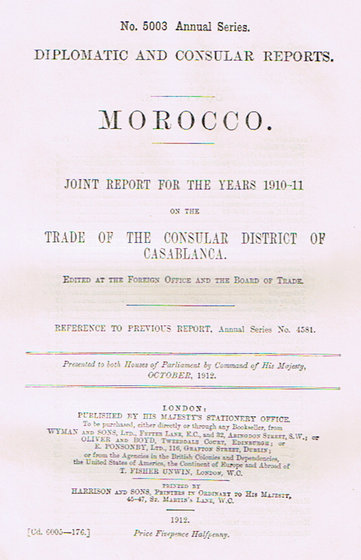 No. 5003 Annual Series.
DIPLOMATIC AND CONSULAR REPORTS.
MOROCCO.
JOINT REPORT FOR THE YEARS 1910-11
ON THE
TRADE OF THE CONSULAR DISTRICT OF
CASABLANCA.
EDITED AT THE FOREIGN OFFICE AND THE BOARD OF TRADE.
REFERENCE TO PREVIOUS REPORT, Annual Series No. 4581.
Presented to both Houses of Parliament by Command of His Majesty,
OCTOBER, 1912.
LONDON:
PUBLISHED BY HIS MAJESTY'S STATIONERY OFFICE.
To be purchased, either directly or through any Bookseller, from
WYMAN AND SONS, LTD., FETTER LANE, E.C., and 32, ABINGDON STREET, S.W.; or
OLIVER AND BOYD, TWEEDDALE COURT, EDINBURGH; or
E. PONSONBY, LTD., 116, GRAFTON STREET, DUBLIN;
or from the Agencies in the British Colonies and Dependencies,
the United States of America, the Continent of Europe and Abroad of
T. FISHER UNWIN, LONDON, W.C.
PRINTED BY
HARRISON AND SONS, PRINTERS IN ORDINARY TO HIS MAJESTY,
45-47, ST. MARTIN'S LANE, W.C.
1912.
[Cd. 6005—176.] Price Fivepence Halfpenny.